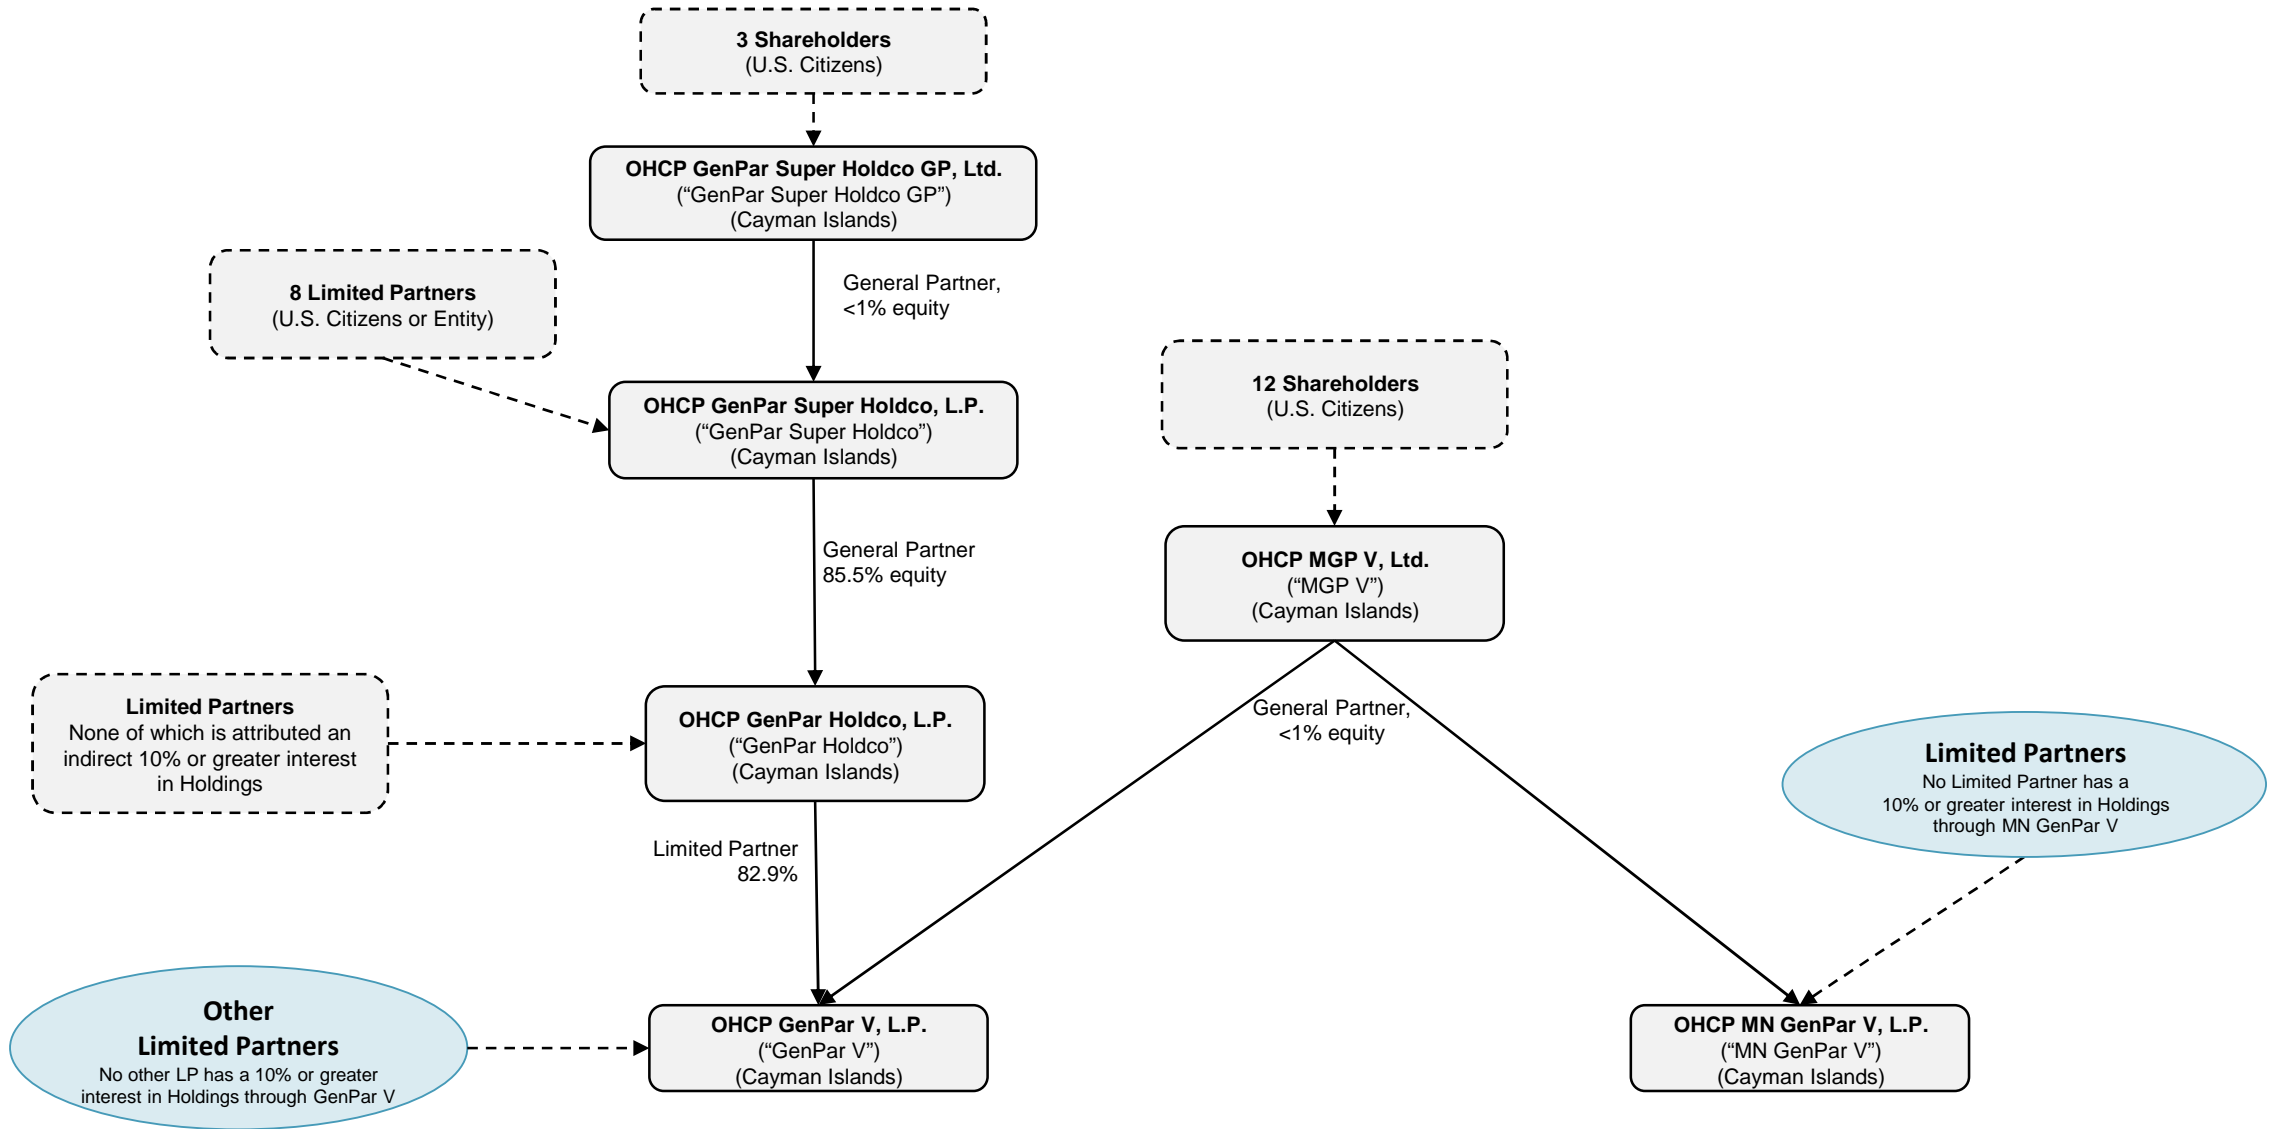 3 Shareholders
(U.S. Citizens)
OHCP GenPar Super Holdco GP, Ltd.
(“GenPar Super Holdco GP”)
(Cayman Islands)
General Partner,
<1% equity
8 Limited Partners
(U.S. Citizens or Entity)
OHCP GenPar Super Holdco, L.P.
(“GenPar Super Holdco”)
(Cayman Islands)
12 Shareholders
(U.S. Citizens)
General Partner
85.5% equity
OHCP MGP V, Ltd.
(“MGP V”)
(Cayman Islands)
Limited Partners
None of which is attributed an
indirect 10% or greater interest
in Holdings
OHCP GenPar Holdco, L.P.
(“GenPar Holdco”)
(Cayman Islands)
General Partner,
<1% equity
Limited Partners
No Limited Partner has a
10% or greater interest in Holdings
through MN GenPar V
Limited Partner
82.9%
Other
Limited Partners
No other LP has a 10% or greater
interest in Holdings through GenPar V
OHCP GenPar V, L.P.
(“GenPar V”)
(Cayman Islands)
OHCP MN GenPar V, L.P.
(“MN GenPar V”)
(Cayman Islands)